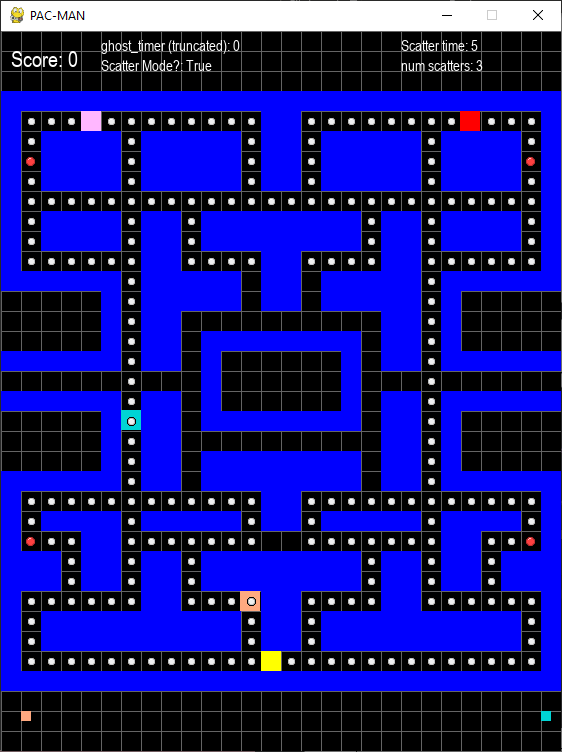 PAC-MAN
Score: 0
ghost_timer (truncated): 0
Scatter Mode?: True
Scatter time: 5
num scatters: 3